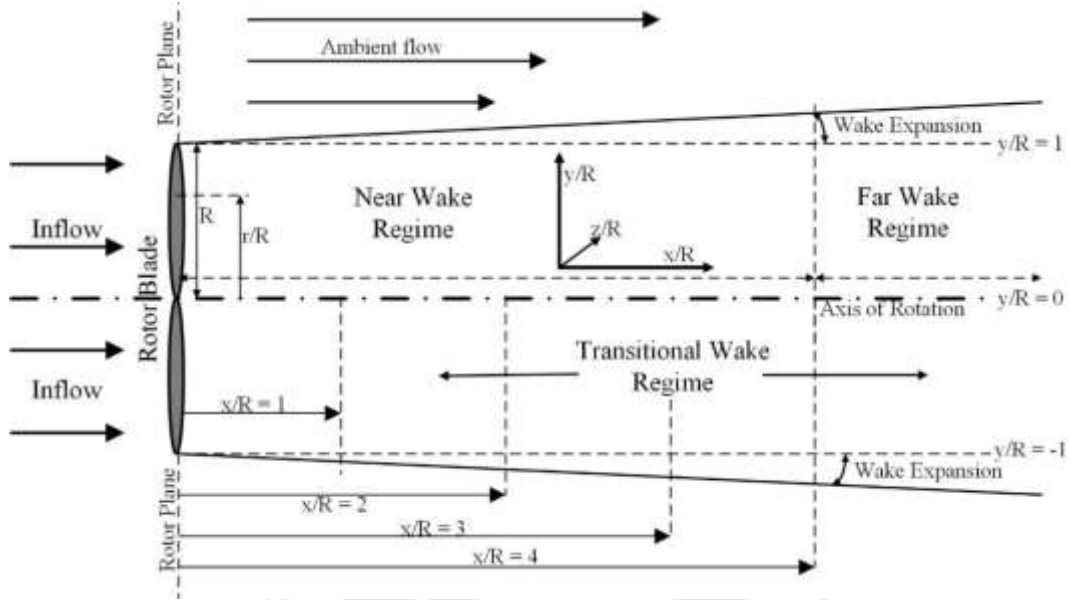 Rotor Plane
Ambient flow
Wake Expansion
y/R = 1
Near Wake
Regime
y/R
Far Wake
Regime
R
r/R
z/R
x/R
Inflow
Rotor Blade
y/R = 0
Axis of Rotation
Transitional Wake
Regime
Inflow
x/R = 1
y/R = -1
Wake Expansion
Rotor Plane
x/R = 2
x/R = 3
x/R = 4